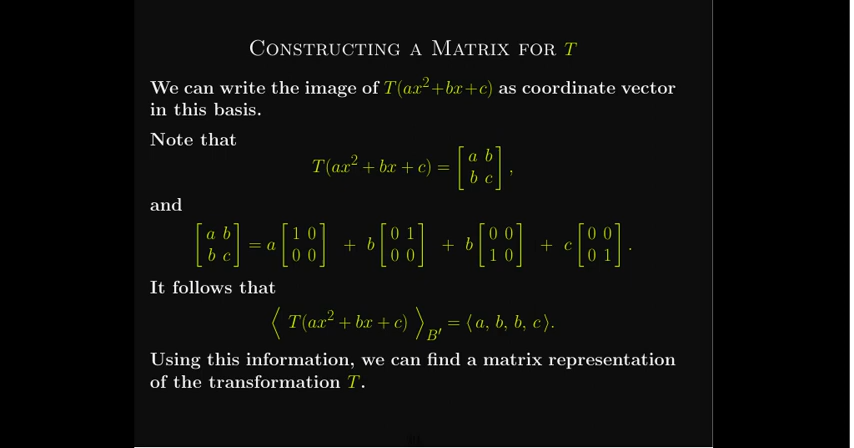 Constructing a Matrix for T
We can write the image of T(ax²+bx+c) as coordinate vector
in this basis.
Note that
T(ax² + bx + c) = [a b; b c],
and
[a b; b c] = a [1 0; 0 0] + b [0 1; 0 0] + b [0 0; 1 0] + c [0 0; 0 1].
It follows that
⟨ T(ax² + bx + c) ⟩_B′ = ⟨a, b, b, c⟩.
Using this information, we can find a matrix representation
of the transformation T.